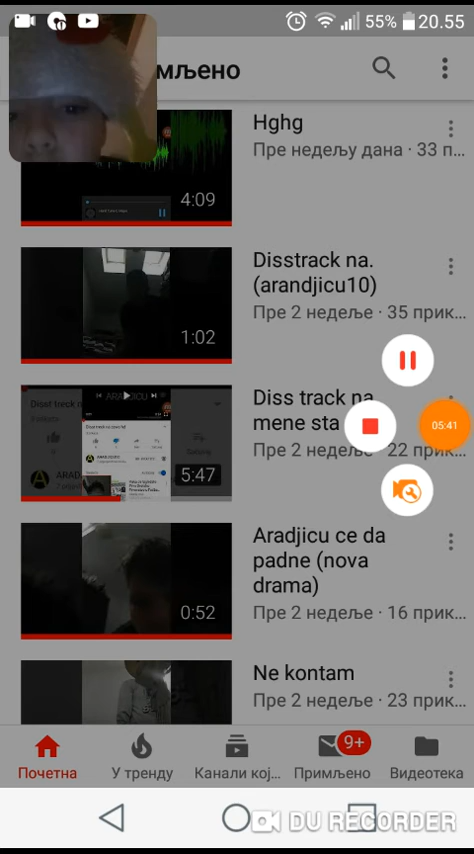 55% 20.55
мљено
Hghg
Пре недељу дана · 33 п...
4:09
Disstrack na.
(arandjicu10)
Пре 2 недеље · 35 прик...
1:02
Diss track na
mene sta
Пре 2 недеље · 22 прик...
5:47
05:41
Aradjicu ce da
padne (nova
drama)
Пре 2 недеље · 16 прик...
0:52
Ne kontam
Пре 2 недеље · 23 прик...
9+
Почетна У тренду Канали кој... Примљено Видеотека
DU RECORDER